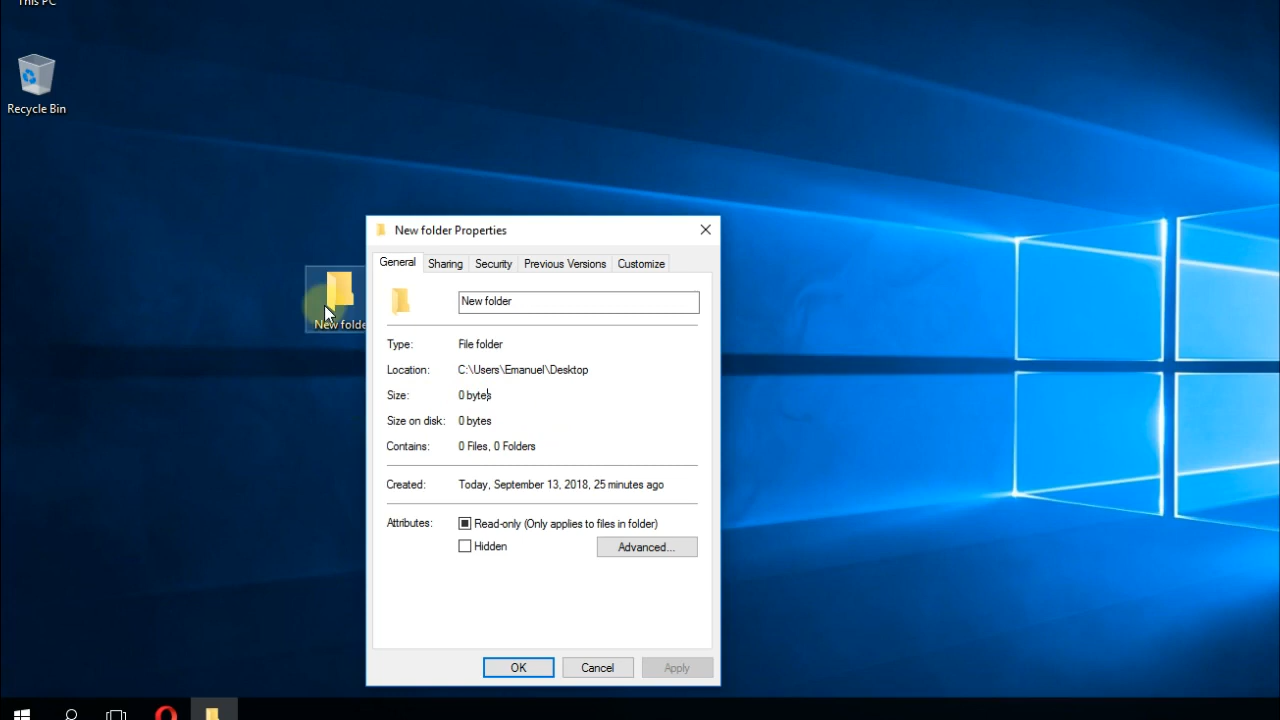 This PC
Recycle Bin
New folde
New folder Properties
General Sharing Security Previous Versions Customize
New folder
Type: File folder
Location: C:\Users\Emanuel\Desktop
Size: 0 bytes
Size on disk: 0 bytes
Contains: 0 Files, 0 Folders
Created: Today, September 13, 2018, 25 minutes ago
Attributes: Read-only (Only applies to files in folder)
Hidden Advanced...
OK Cancel Apply